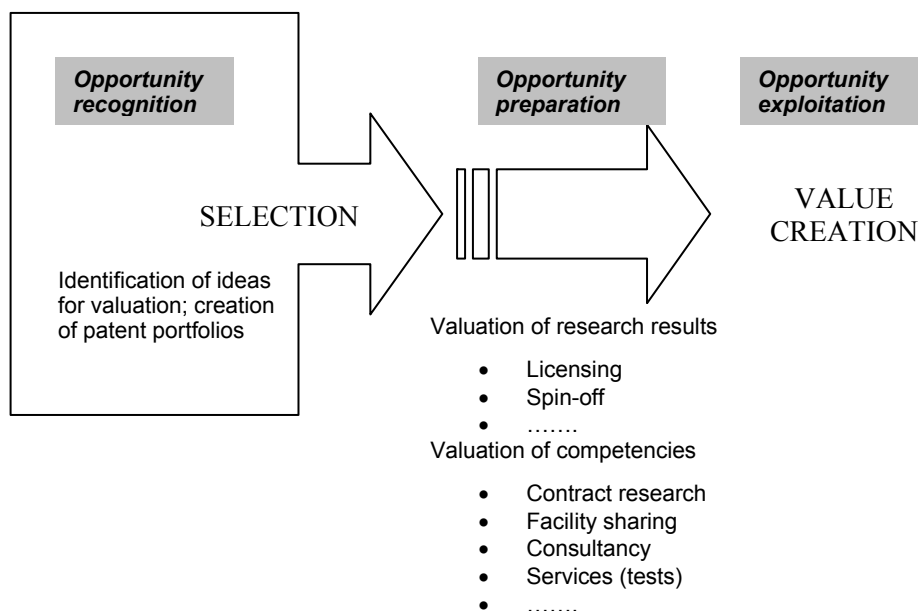 Opportunity
recognition
Opportunity
preparation
Opportunity
exploitation
SELECTION
VALUE
CREATION
Identification of ideas
for valuation; creation
of patent portfolios
Valuation of research results
• Licensing
• Spin-off
• …….
Valuation of competencies
• Contract research
• Facility sharing
• Consultancy
• Services (tests)
• …….